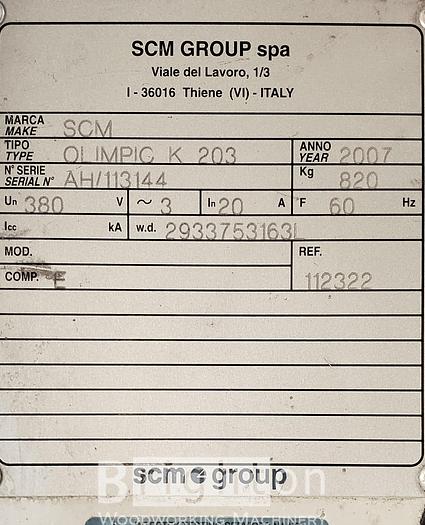 SCM GROUP spa
Viale del Lavoro, 1/3
I - 36016 Thiene (VI) - ITALY
MARCA MAKE SCM
TIPO TYPE OLIMPIC K 203 ANNO YEAR 2007
N° SERIE SERIAL N° AH/113144 Kg 820
Un 380 V ~ 3 In 20 A F 60 Hz
Icc kA w.d. 2933753163
MOD. REF.
COMP. E 112322
scm group
WOODWORKING MACHINERY